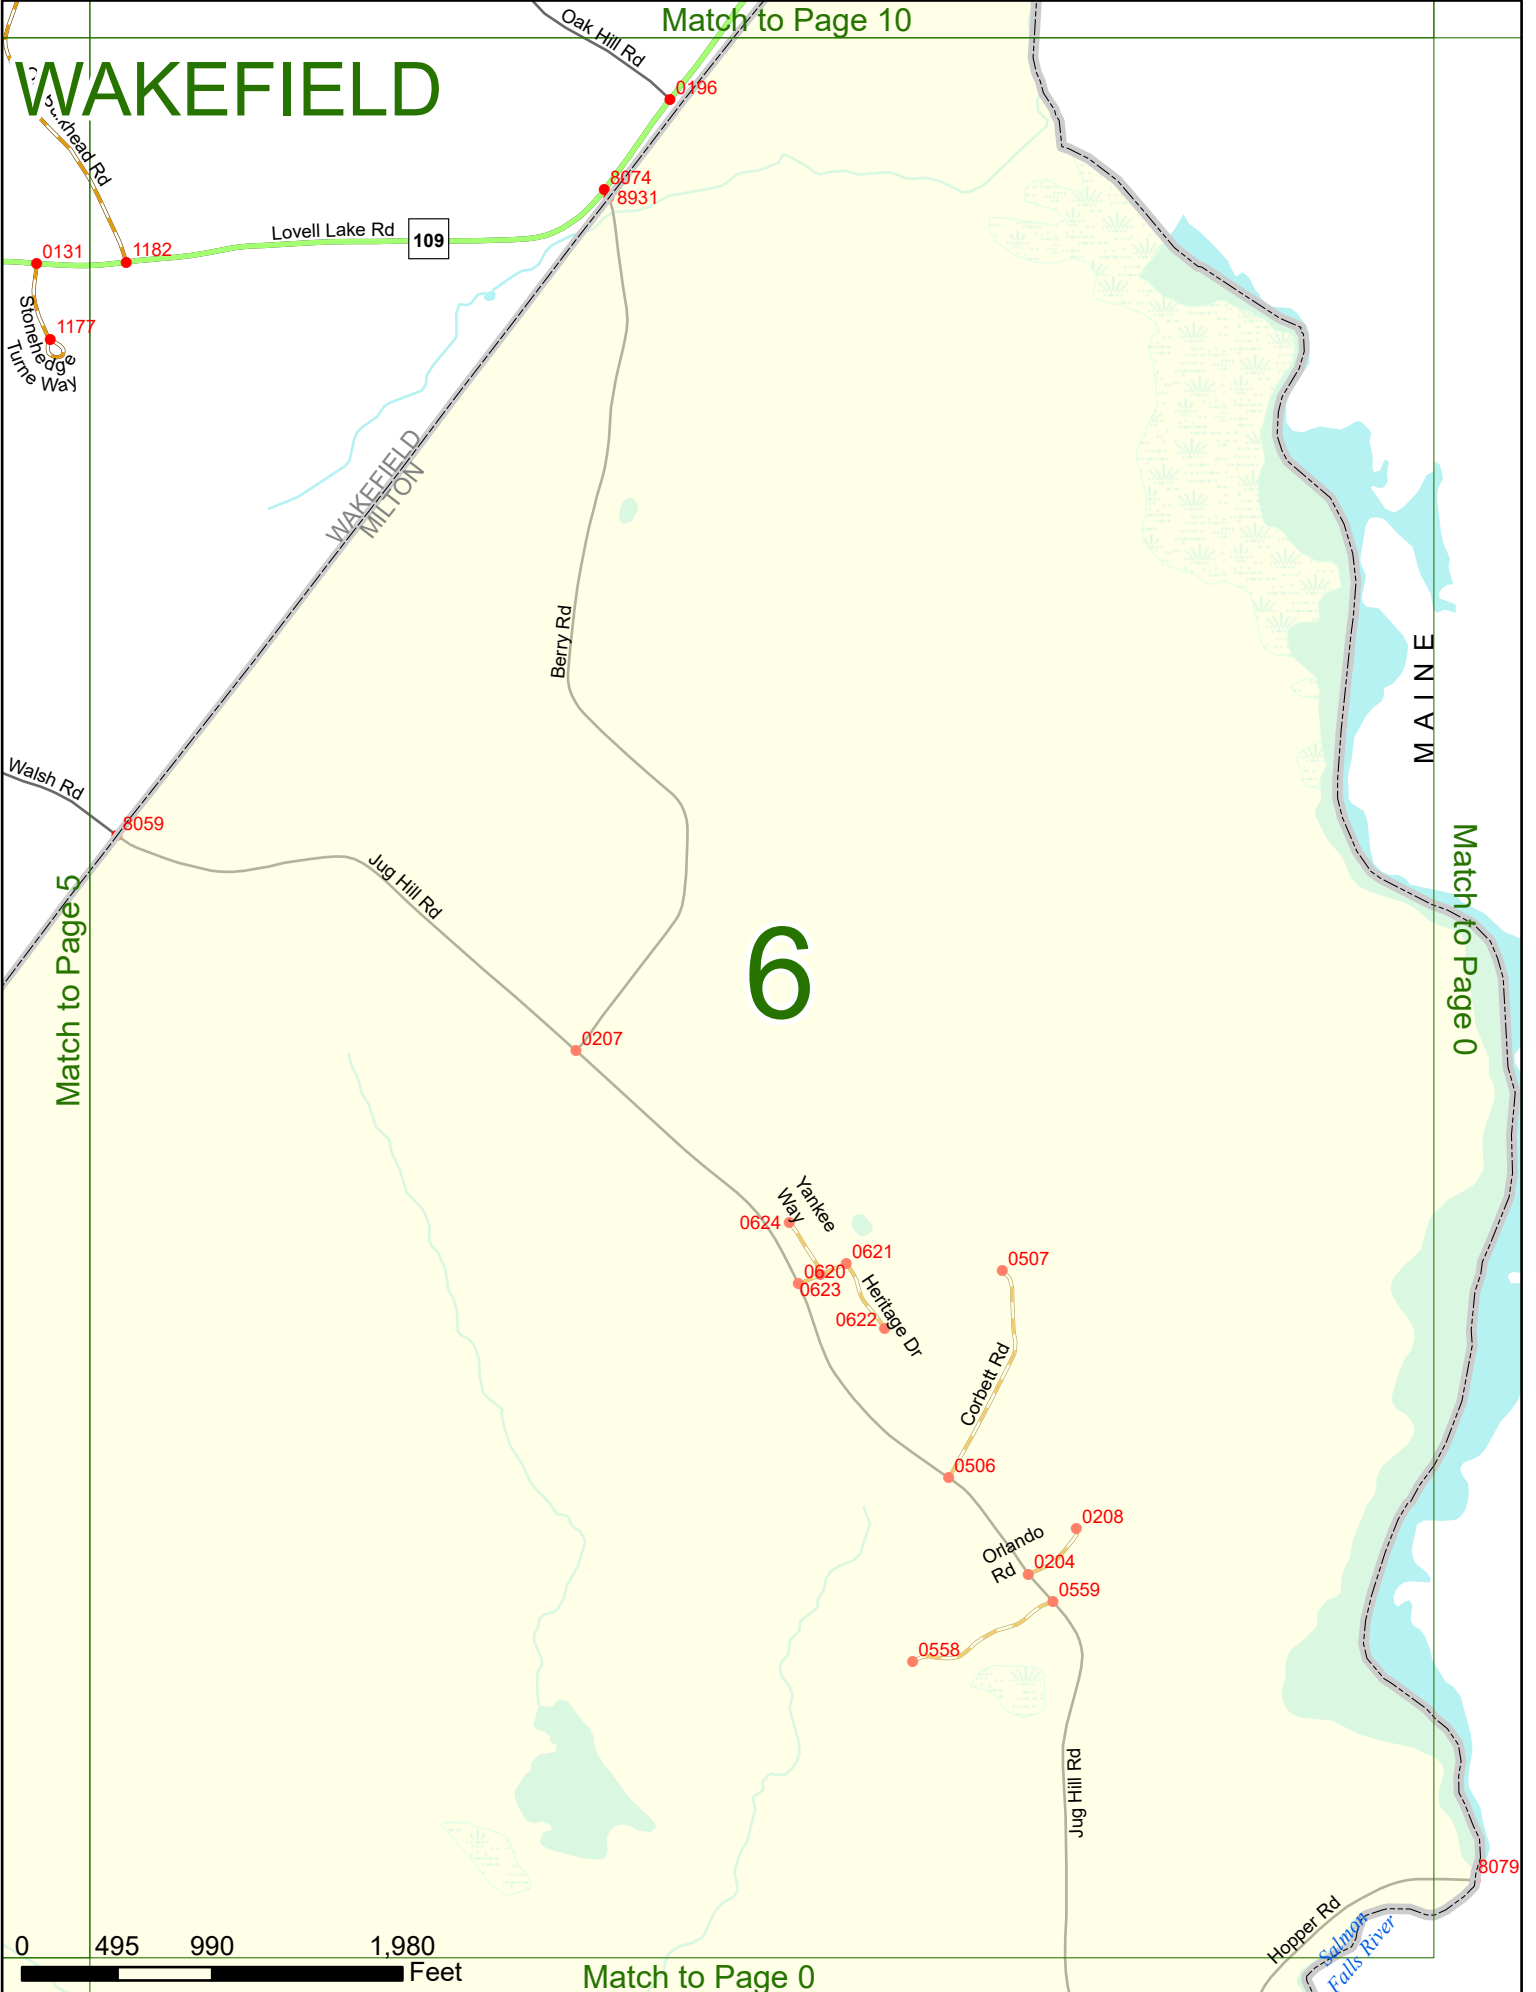 Match to Page 10
Oak Hill Rd
WAKEFIELD
0196
khead Rd
8074
8931
Lovell Lake Rd
109
0131
1182
Stonehedge
Turne Way
1177
WAKEFIELD
MILTON
Berry Rd
MAINE
Walsh Rd
8059
Jug Hill Rd
Match to Page 5
Match to Page 0
6
0207
Yankee
Way
0624
0621
0620
0623
0622
Heritage Dr
0507
Corbett Rd
0506
0208
Orlando
Rd
0204
0559
0558
Jug Hill Rd
8079
Hopper Rd
Salmon
Falls River
0 495 990 1,980
Feet
Match to Page 0